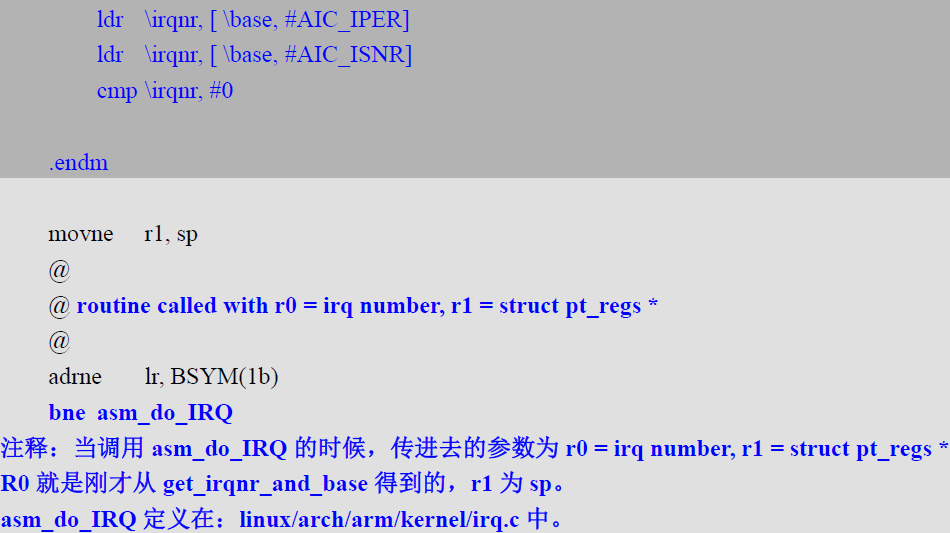 ldr \irqnr, [ \base, #AIC_IPER]
ldr \irqnr, [ \base, #AIC_ISNR]
cmp \irqnr, #0
.endm
movne r1, sp
@
@ routine called with r0 = irq number, r1 = struct pt_regs *
@
adrne lr, BSYM(1b)
bne asm_do_IRQ
注释：当调用 asm_do_IRQ 的时候，传进去的参数为 r0 = irq number, r1 = struct pt_regs *
R0 就是刚才从 get_irqnr_and_base 得到的，r1 为 sp。
asm_do_IRQ 定义在：linux/arch/arm/kernel/irq.c 中。